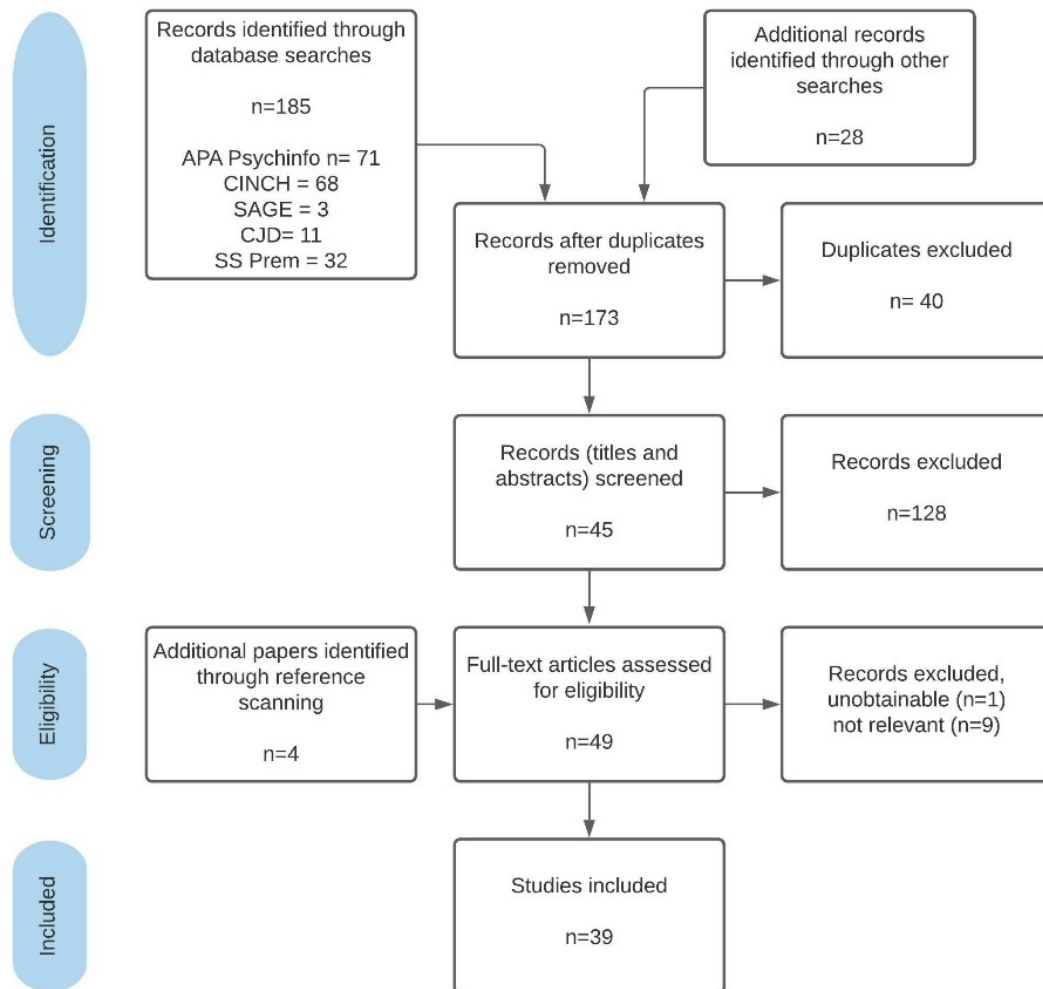 Identification
Records identified through
database searches
n=185
APA Psychinfo n= 71
CINCH = 68
SAGE = 3
CJD= 11
SS Prem = 32
Additional records
identified through other
searches
n=28
Records after duplicates
removed
n=173
Duplicates excluded
n= 40
Screening
Records (titles and
abstracts) screened
n=45
Records excluded
n=128
Eligibility
Additional papers identified
through reference
scanning
n=4
Full-text articles assessed
for eligibility
n=49
Records excluded,
unobtainable (n=1)
not relevant (n=9)
Included
Studies included
n=39